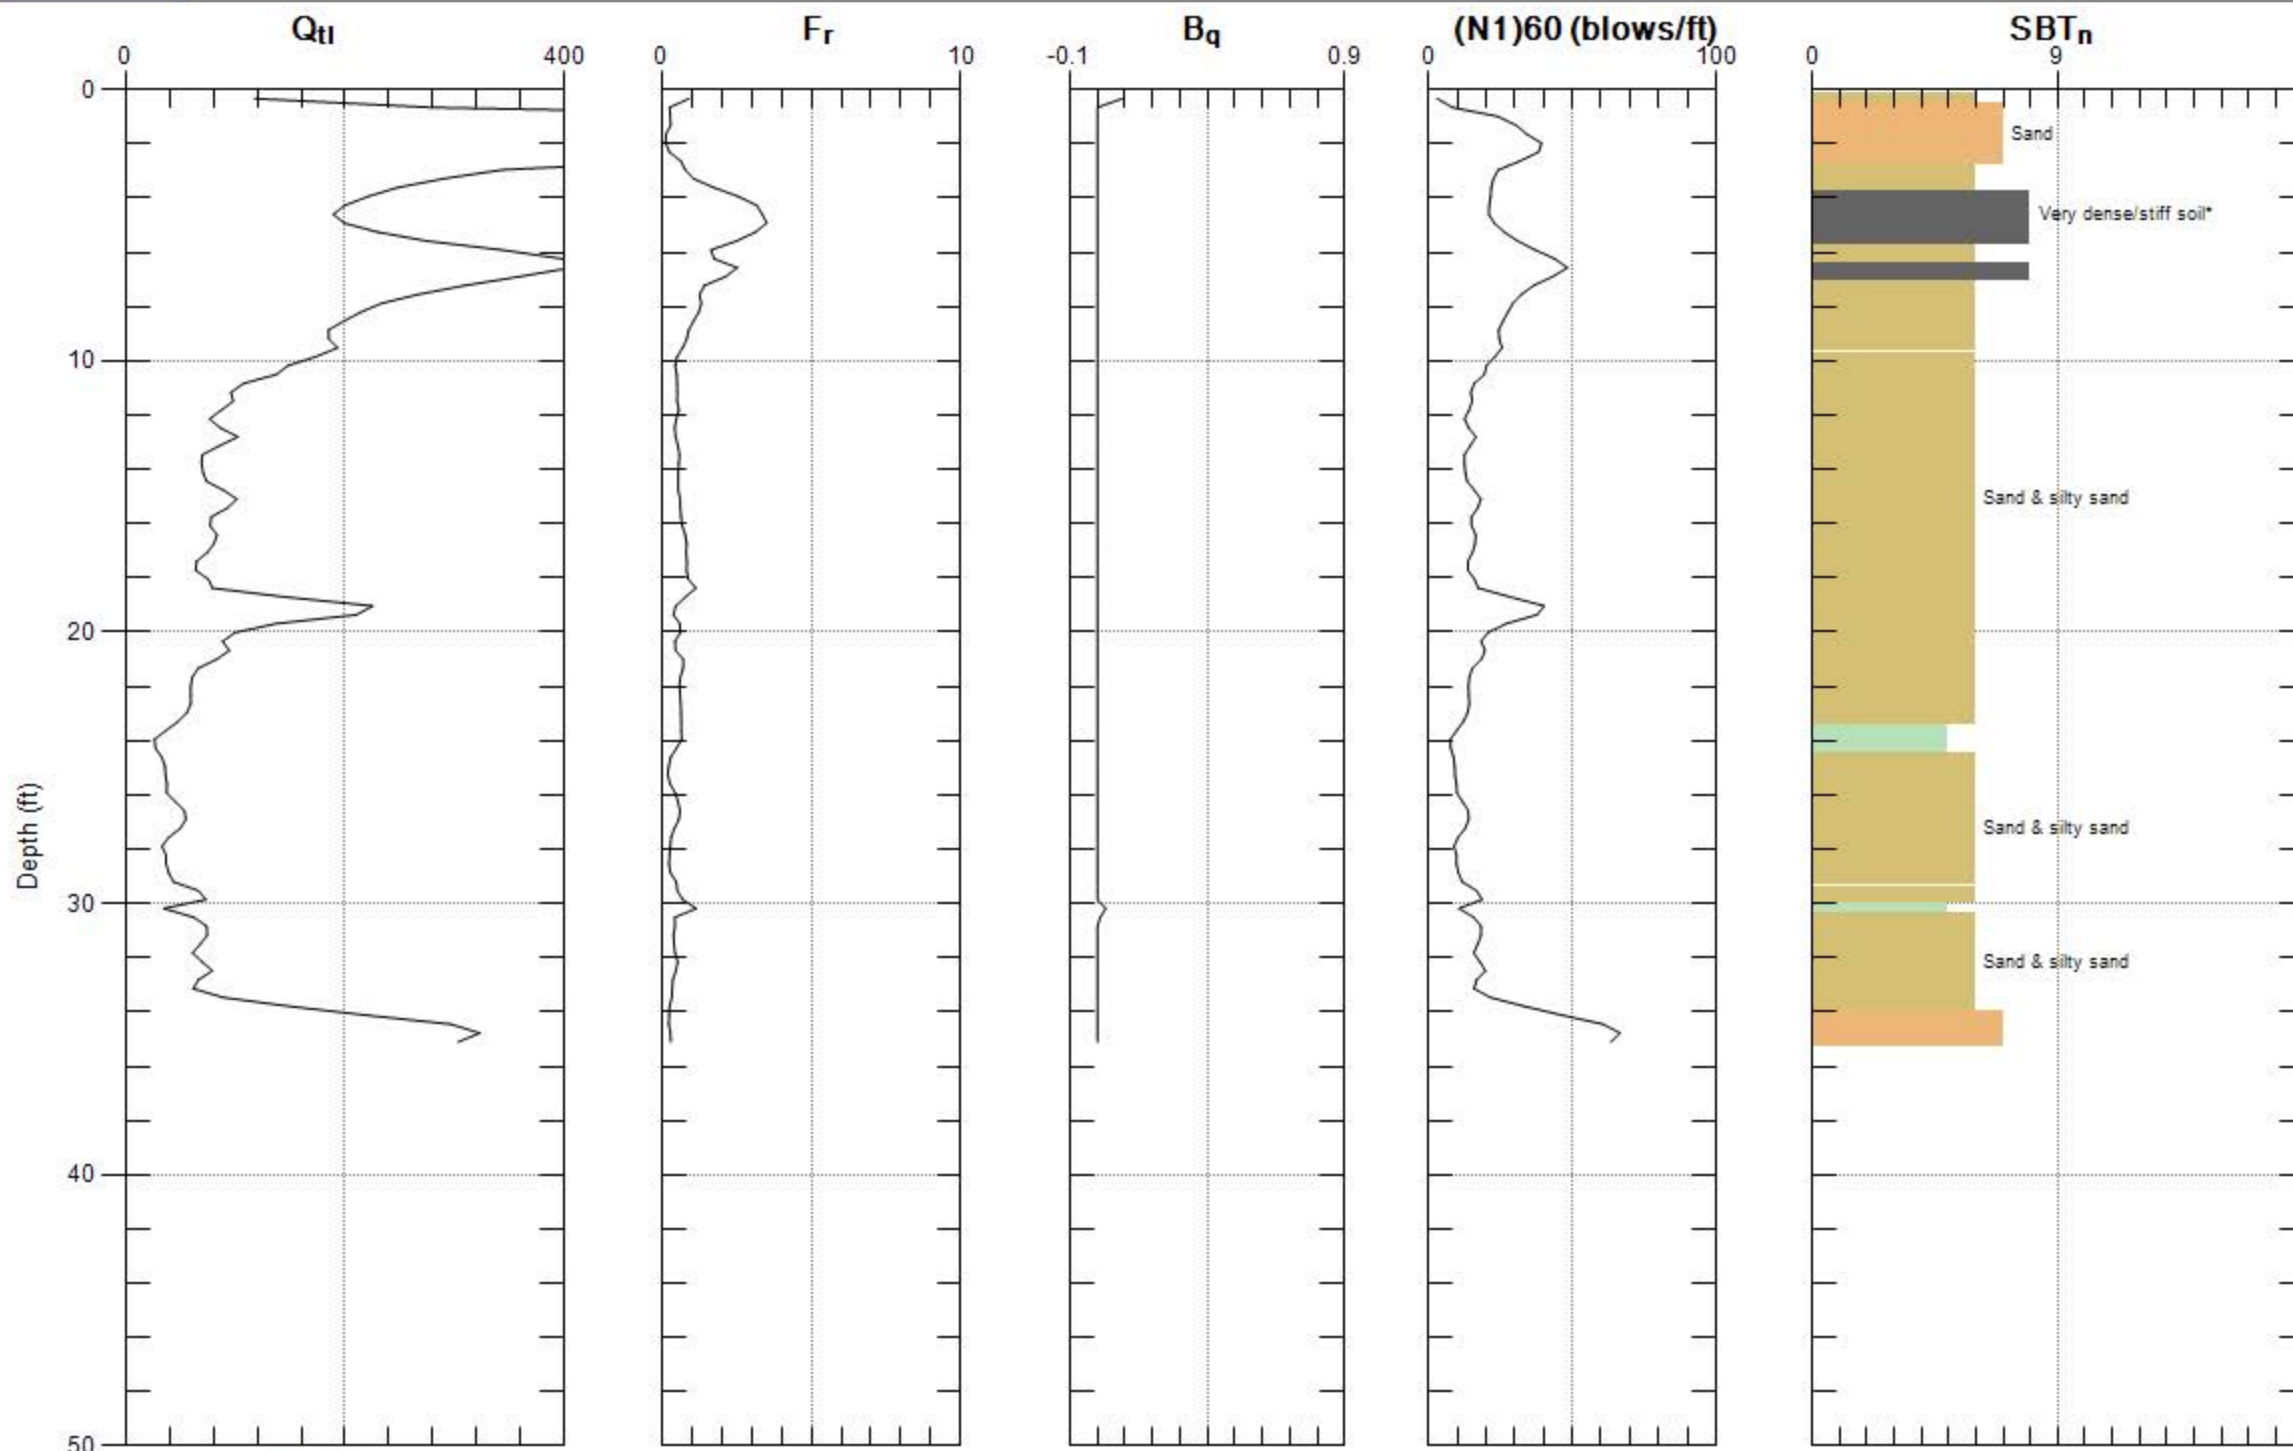 Qtl Fr Bq (N1)60 (blows/ft) SBTn
0 400 0 10 -0.1 0.9 0 100 0 9
0
Sand
Very dense/stiff soil*
10
Sand & silty sand
20
Depth (ft)
Sand & silty sand
30
Sand & silty sand
40
50